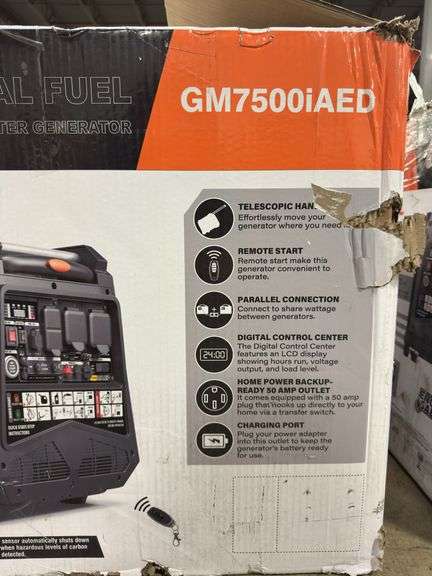 AL FUEL
TER GENERATOR
GM7500iAED
TELESCOPIC HAN
Effortlessly move your
generator where you need
REMOTE START
Remote start make this
generator convenient to
operate.
PARALLEL CONNECTION
Connect to share wattage
between generators.
DIGITAL CONTROL CENTER
The Digital Control Center
features an LCD display
showing hours run, voltage
output, and load level.
24:00
HOME POWER BACKUP-
READY 50 AMP OUTLET
It comes equipped with a 50 amp
plug that hooks up directly to your
home via a transfer switch.
CHARGING PORT
Plug your power adapter
into this outlet to keep the
generator's battery ready
for use.
QUICK START STEP
INSTRUCTIONS
sensor automatically shuts down
when hazardous levels of carbon
detected.